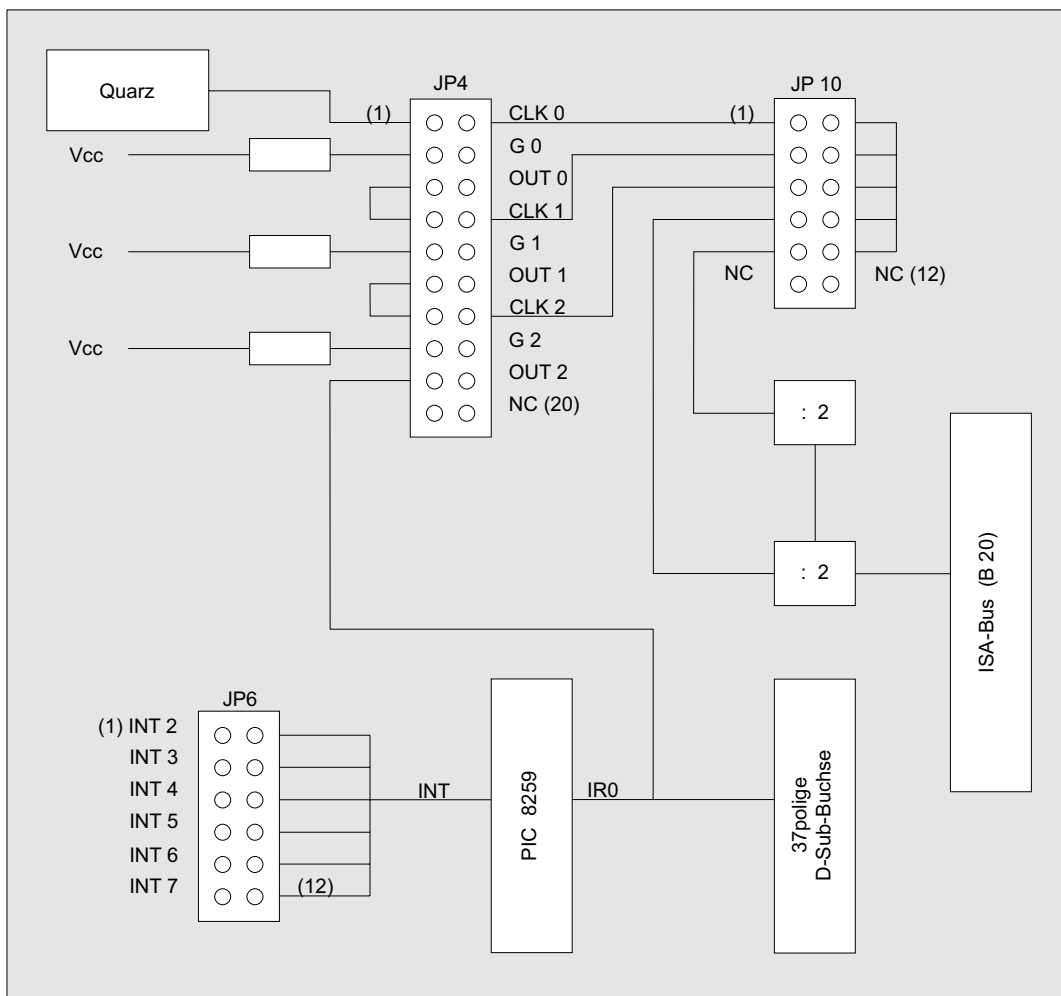 Quarz
JP4
JP 10
(1)
CLK 0
(1)
Vcc
G 0
OUT 0
CLK 1
Vcc
G 1
OUT 1
NC
NC (12)
CLK 2
Vcc
G 2
OUT 2
NC (20)
: 2
: 2
ISA-Bus (B 20)
JP6
(1) INT 2
INT 3
INT 4
INT 5
INT 6
INT 7
(12)
INT
PIC 8259
IR0
37polige
D-Sub-Buchse